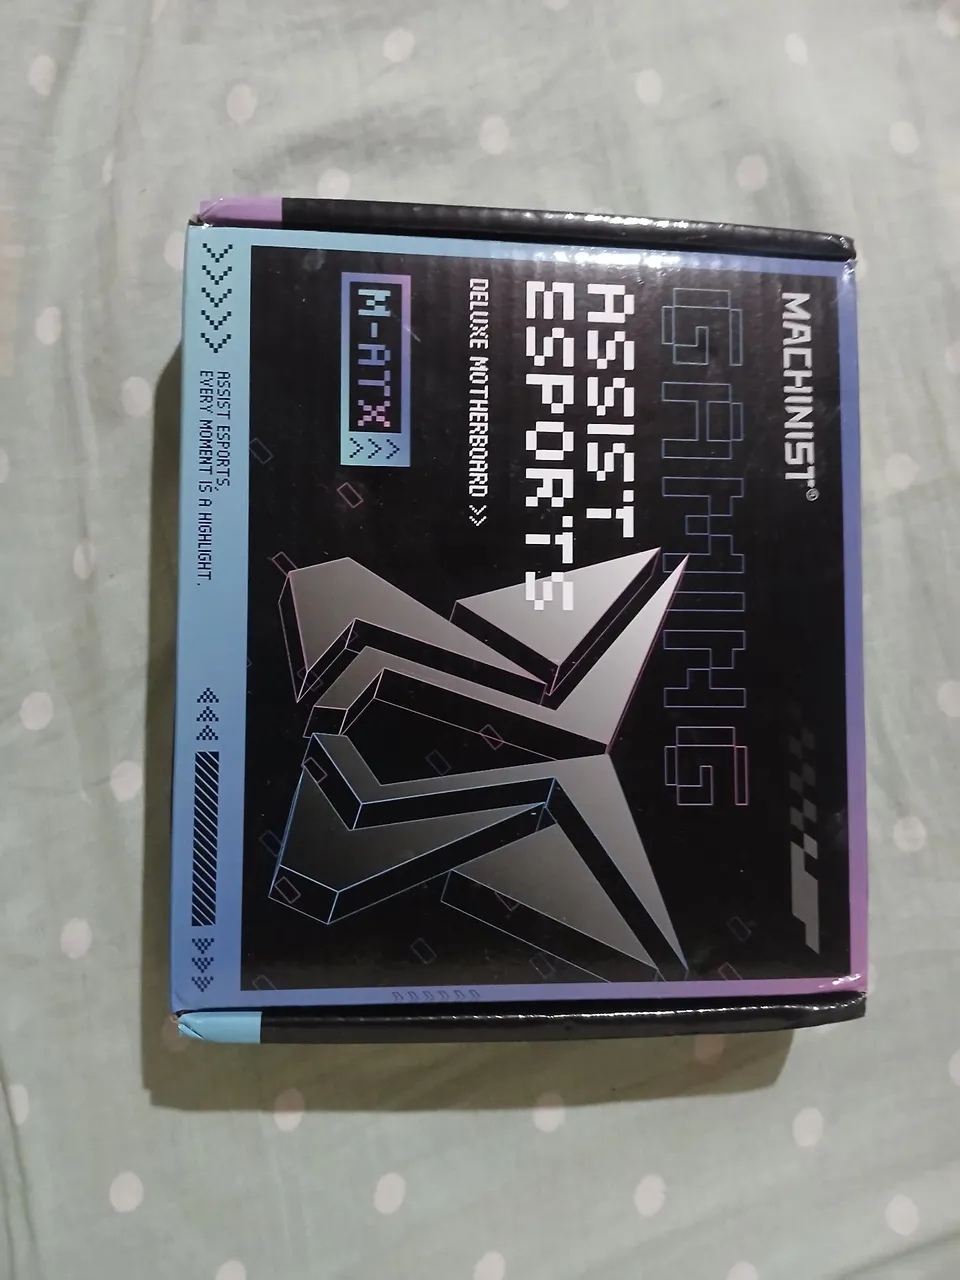 MACHINIST®
GAMING
ASSIST
ESPORTS
DELUXE MOTHERBOARD >>
M-ATX
ASSIST ESPORTS,
EVERY MOMENT IS A HIGHLIGHT.